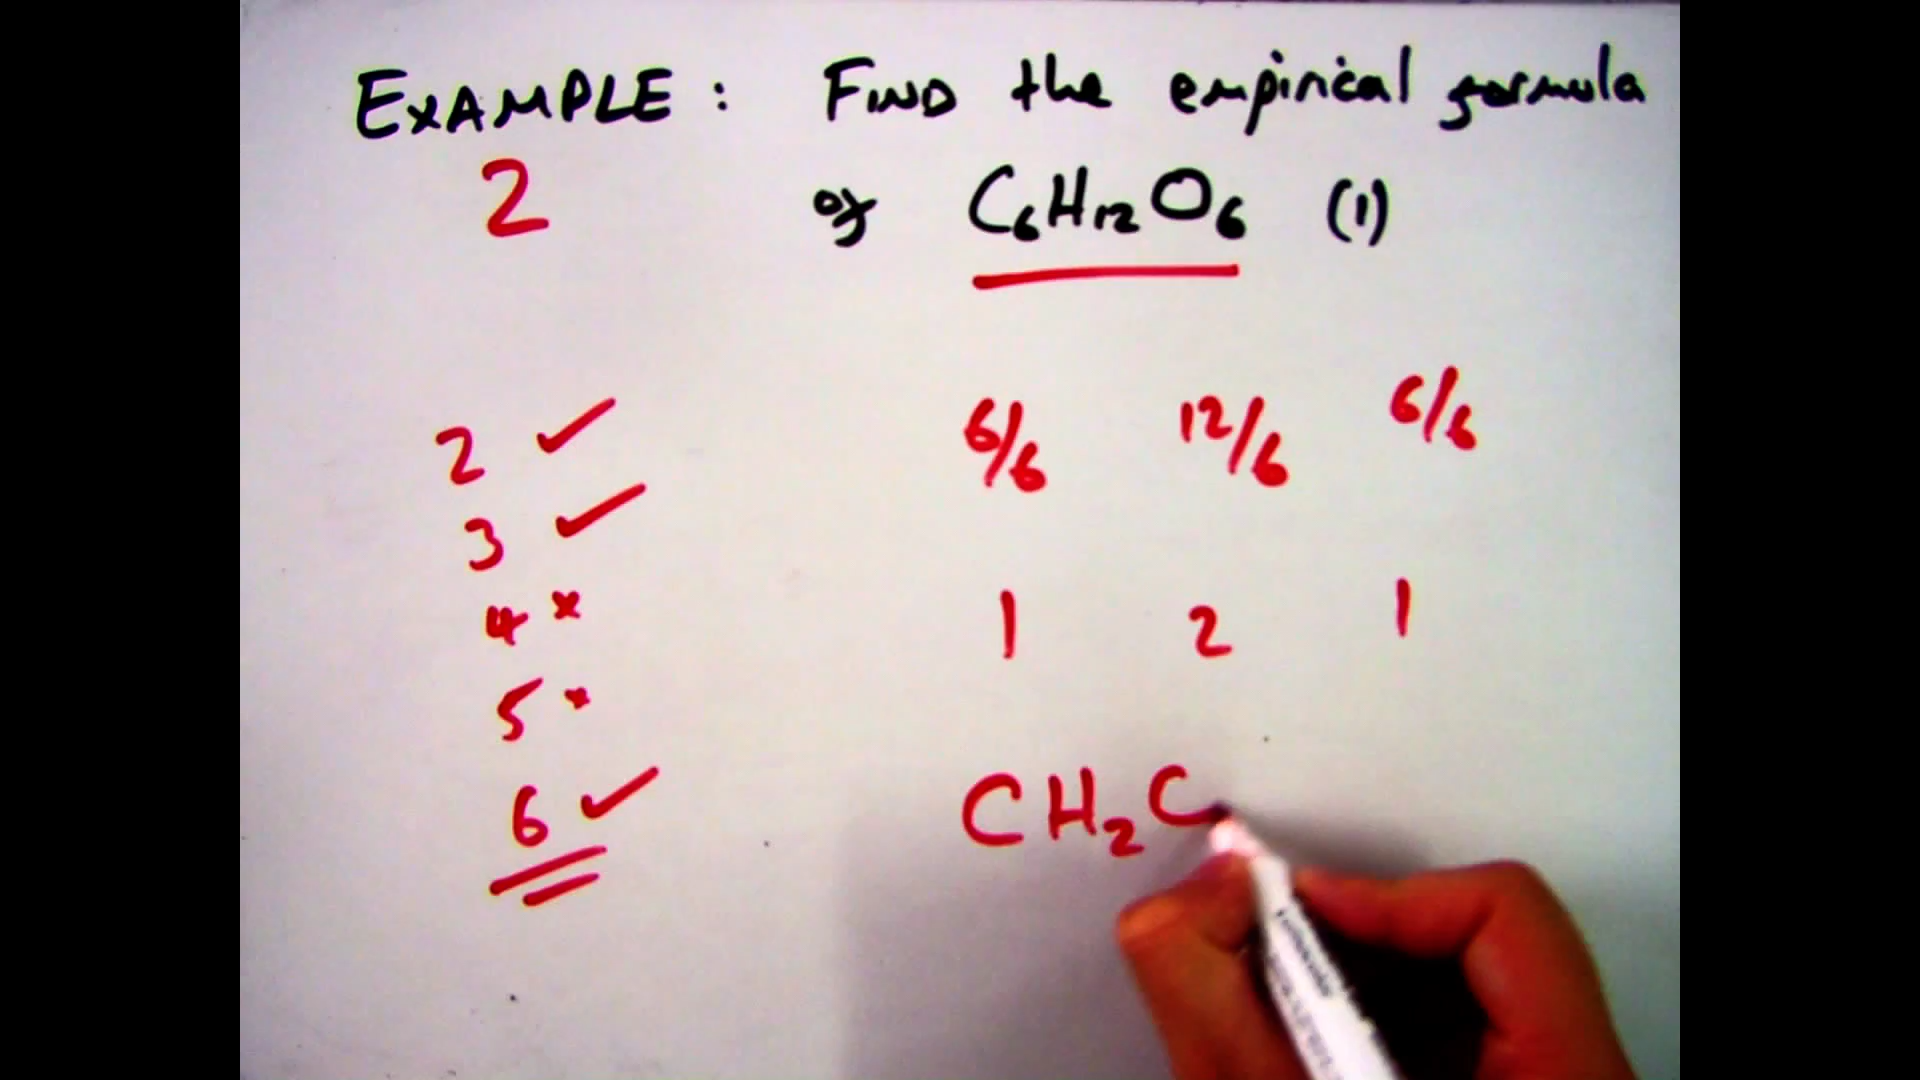 EXAMPLE: FIND the empirical formula
2 of C6H12O6 (1)
2 ✓ 6/6 12/6 6/6
3 ✓
4 × 1 2 1
5 ×
6 ✓ CH2C